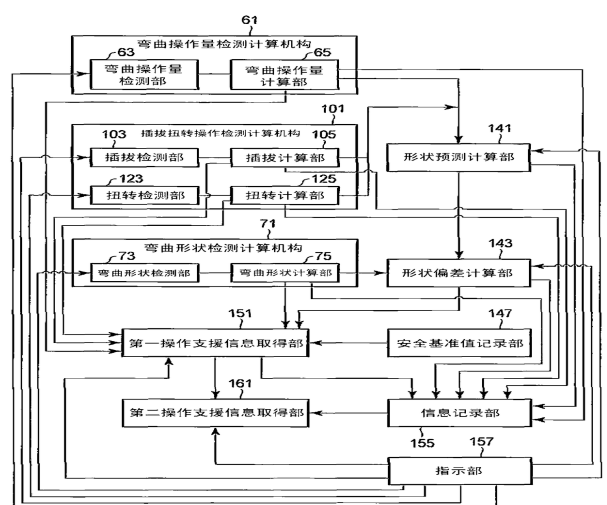 61
弯曲操作量检测计算机构
63
65
弯曲操作量
检测部
弯曲操作量
计算部
101
插拔扭转操作检测计算机构
103
105
插拔检测部
插拔计算部
123
125
扭转检测部
扭转计算部
141
形状预测计算部
71
弯曲形状检测计算机构
73
75
弯曲形状检测部
弯曲形状计算部
143
形状偏差计算部
151
第一操作支援信息取得部
147
安全基准值记录部
161
第二操作支援信息取得部
信息记录部
155
157
指示部